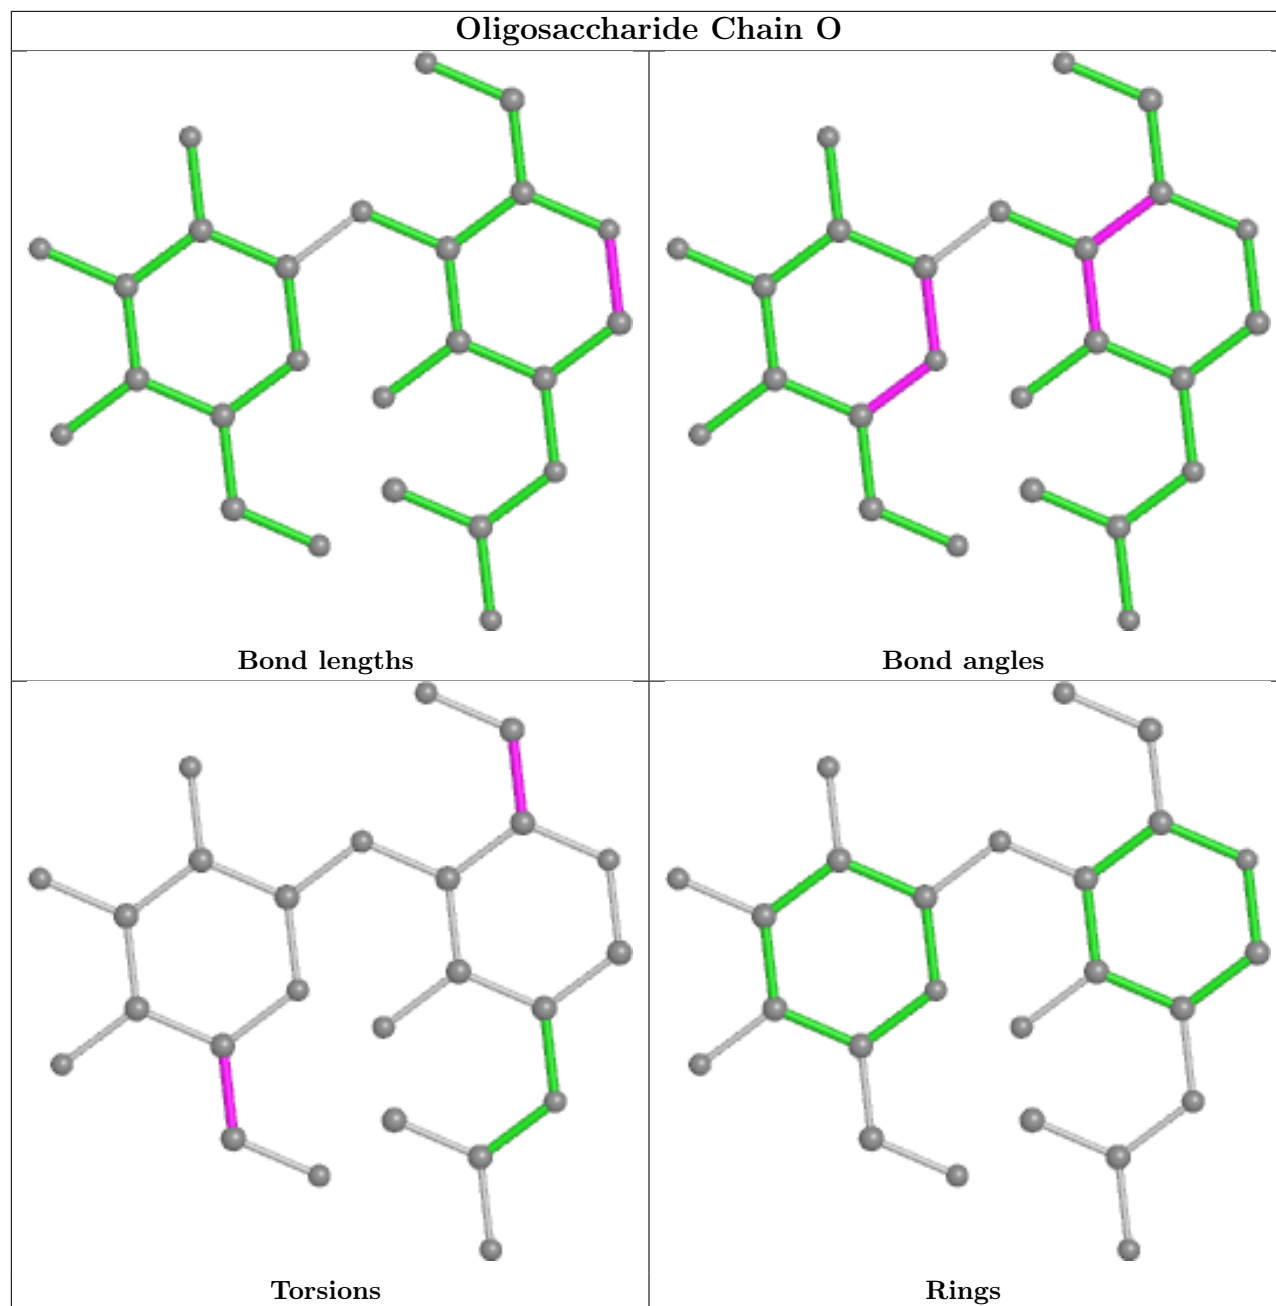 Oligosaccharide Chain O
Bond lengths
Bond angles
Torsions
Rings